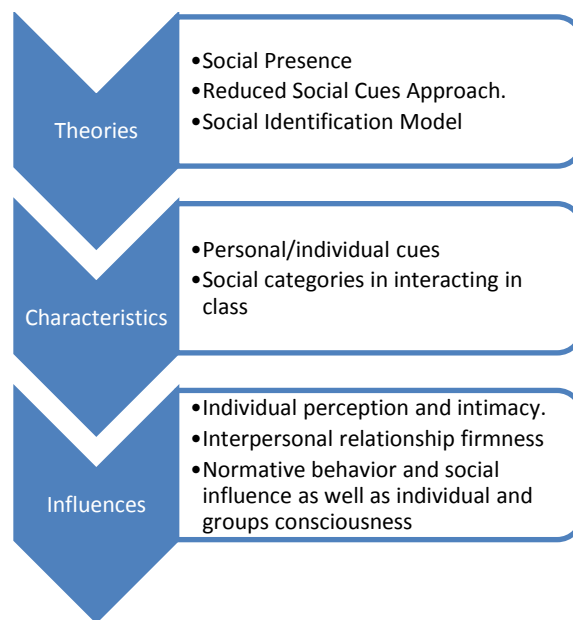 Theories
•Social Presence
•Reduced Social Cues Approach.
•Social Identification Model
Characteristics
•Personal/individual cues
•Social categories in interacting in
class
Influences
•Individual perception and intimacy.
•Interpersonal relationship firmness
•Normative behavior and social
influence as well as individual and
groups consciousness